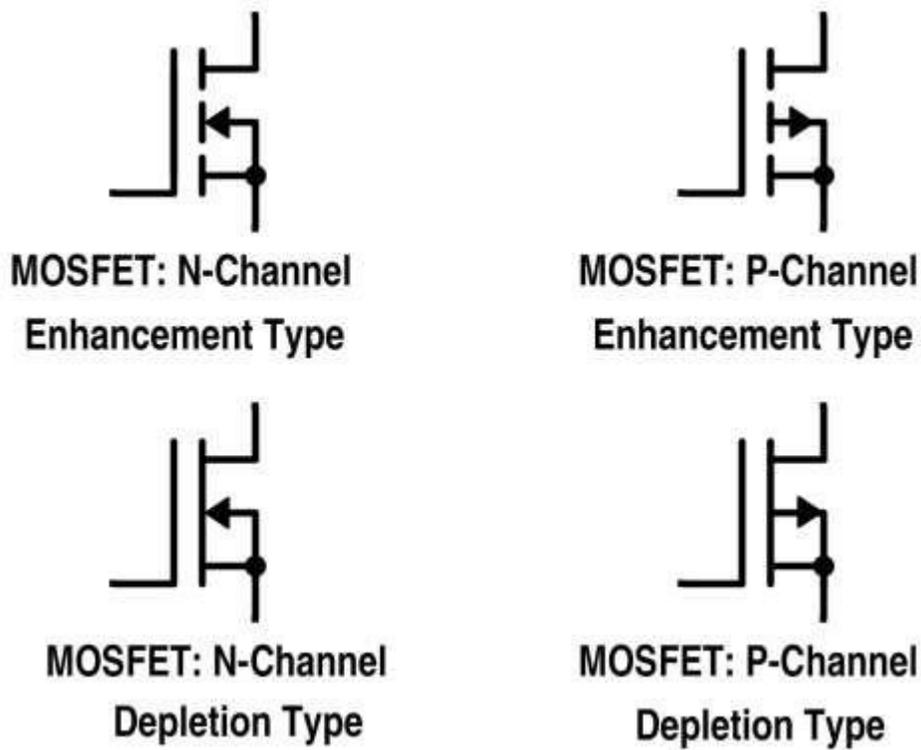 MOSFET: N-Channel
Enhancement Type
MOSFET: P-Channel
Enhancement Type
MOSFET: N-Channel
Depletion Type
MOSFET: P-Channel
Depletion Type